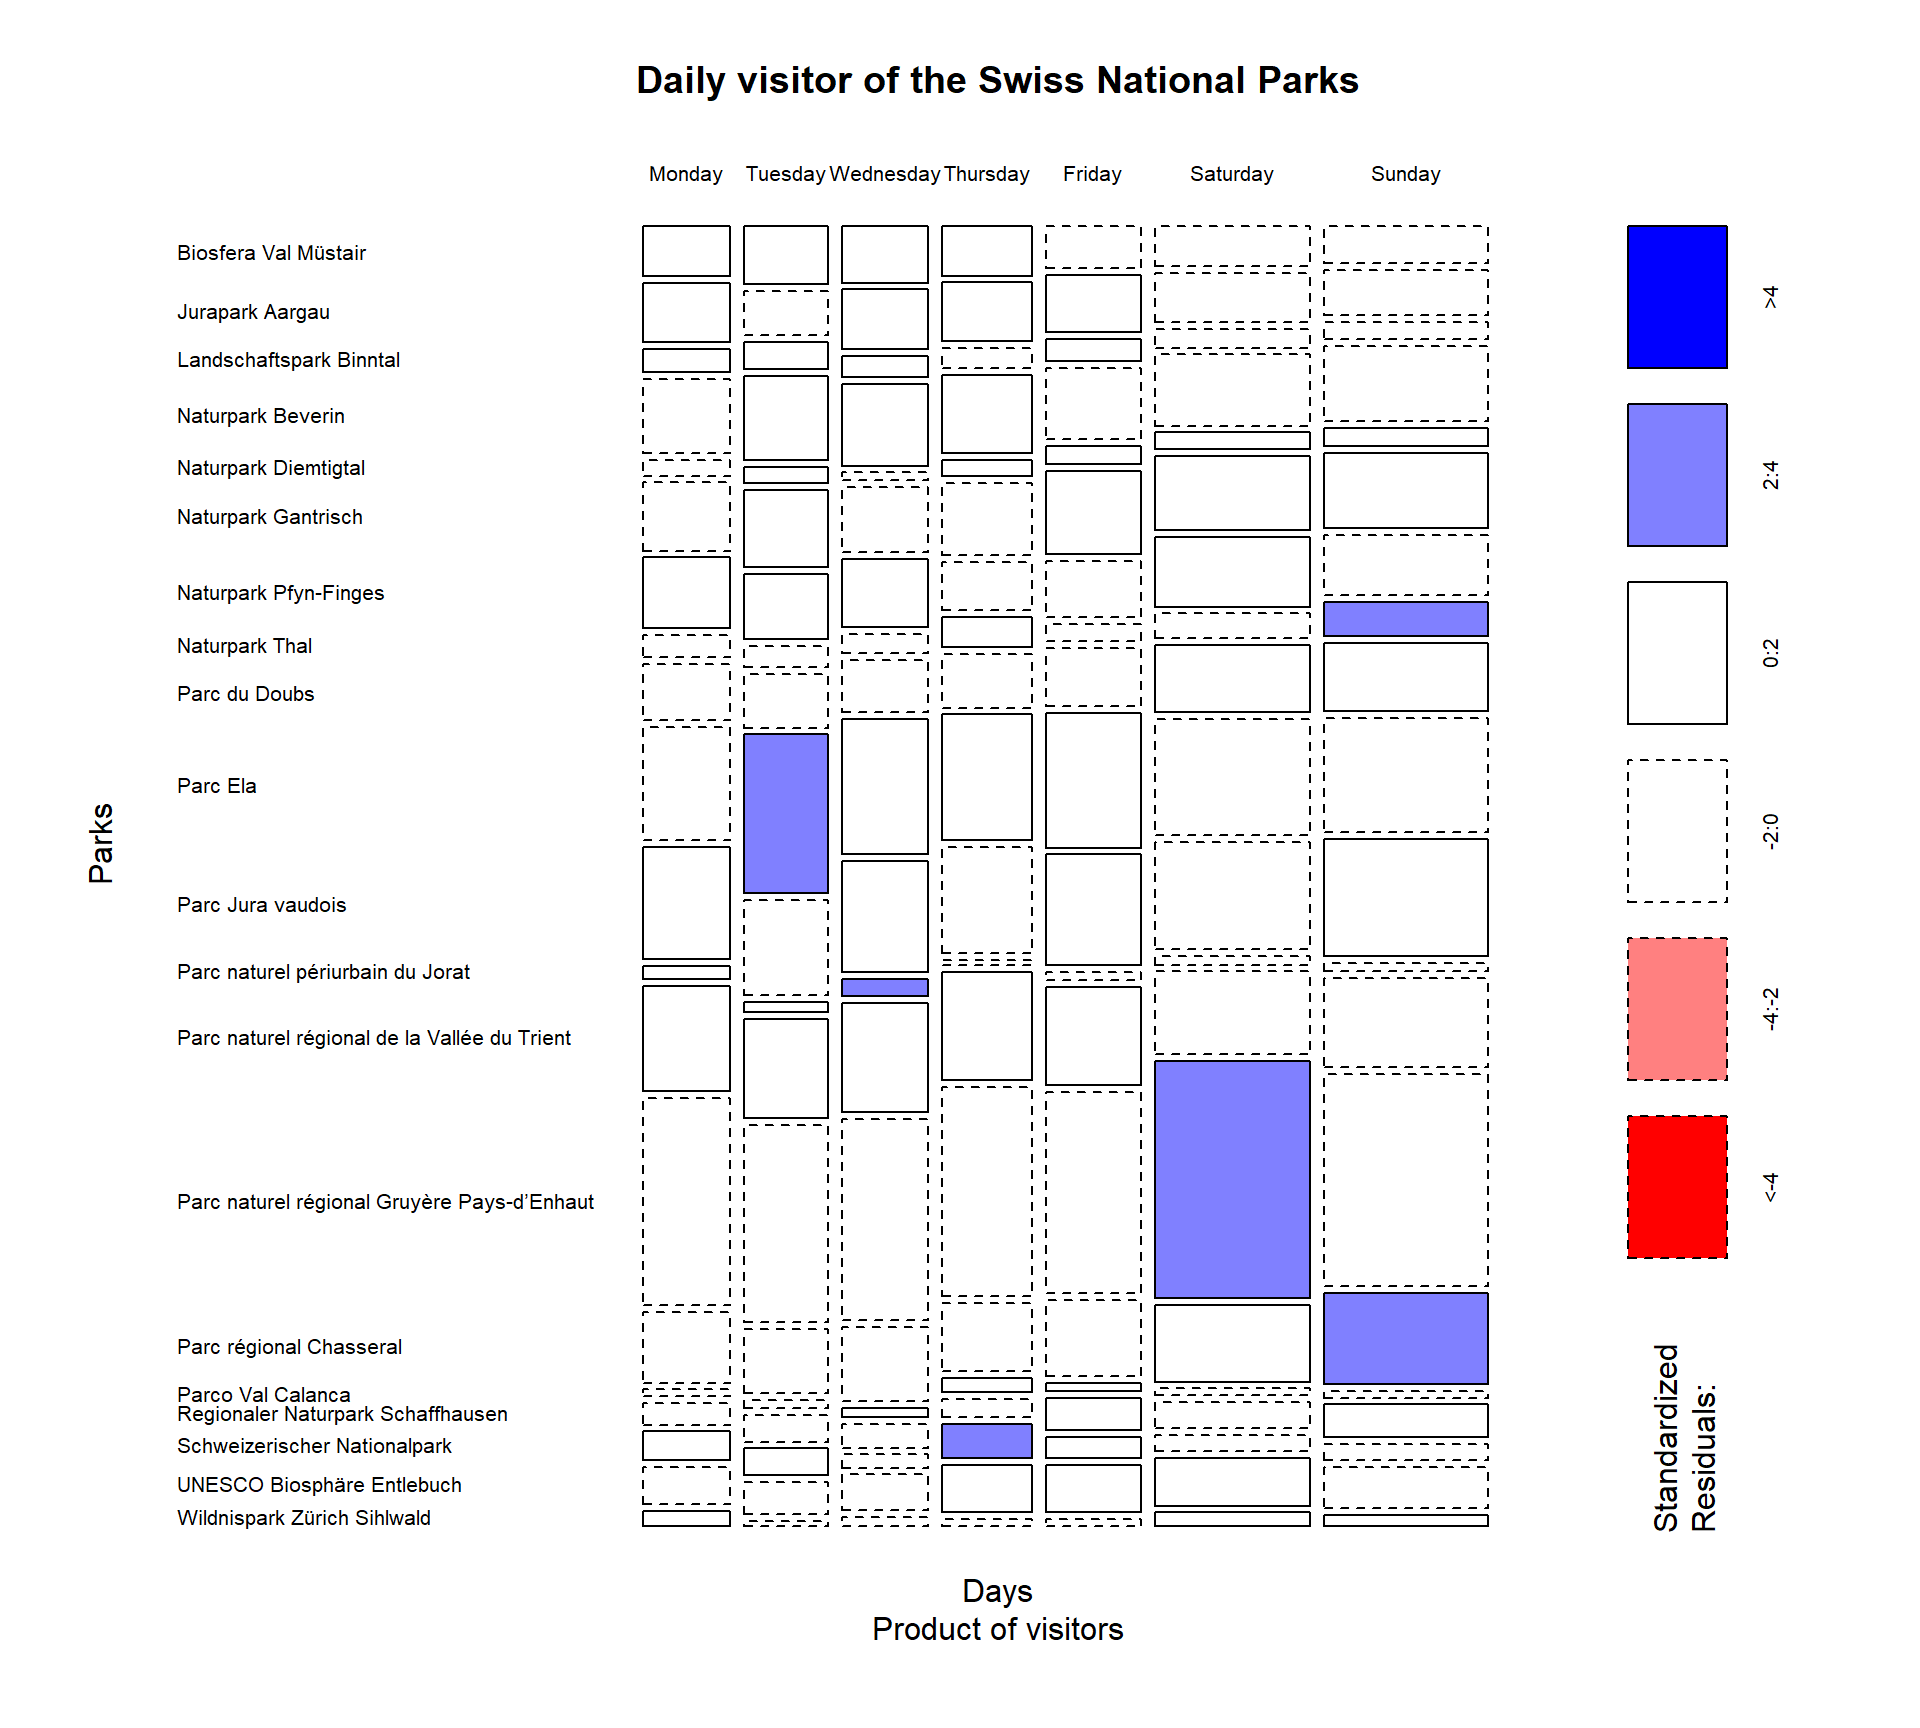 Daily visitor of the Swiss National Parks
Monday Tuesday Wednesday Thursday Friday Saturday Sunday
Biosfera Val Müstair
Jurapark Aargau
Landschaftspark Binntal
Naturpark Beverin
Naturpark Diemtigtal
Naturpark Gantrisch
Naturpark Pfyn-Finges
Naturpark Thal
Parc du Doubs
Parc Ela
Parc Jura vaudois
Parc naturel périurbain du Jorat
Parc naturel régional de la Vallée du Trient
Parc naturel régional Gruyère Pays-d’Enhaut
Parc régional Chasseral
Parco Val Calanca
Regionaler Naturpark Schaffhausen
Schweizerischer Nationalpark
UNESCO Biosphäre Entlebuch
Wildnispark Zürich Sihlwald
Parks
Days
Product of visitors
>4
2:4
0:2
-2:0
-4:-2
<-4
Standardized
Residuals: